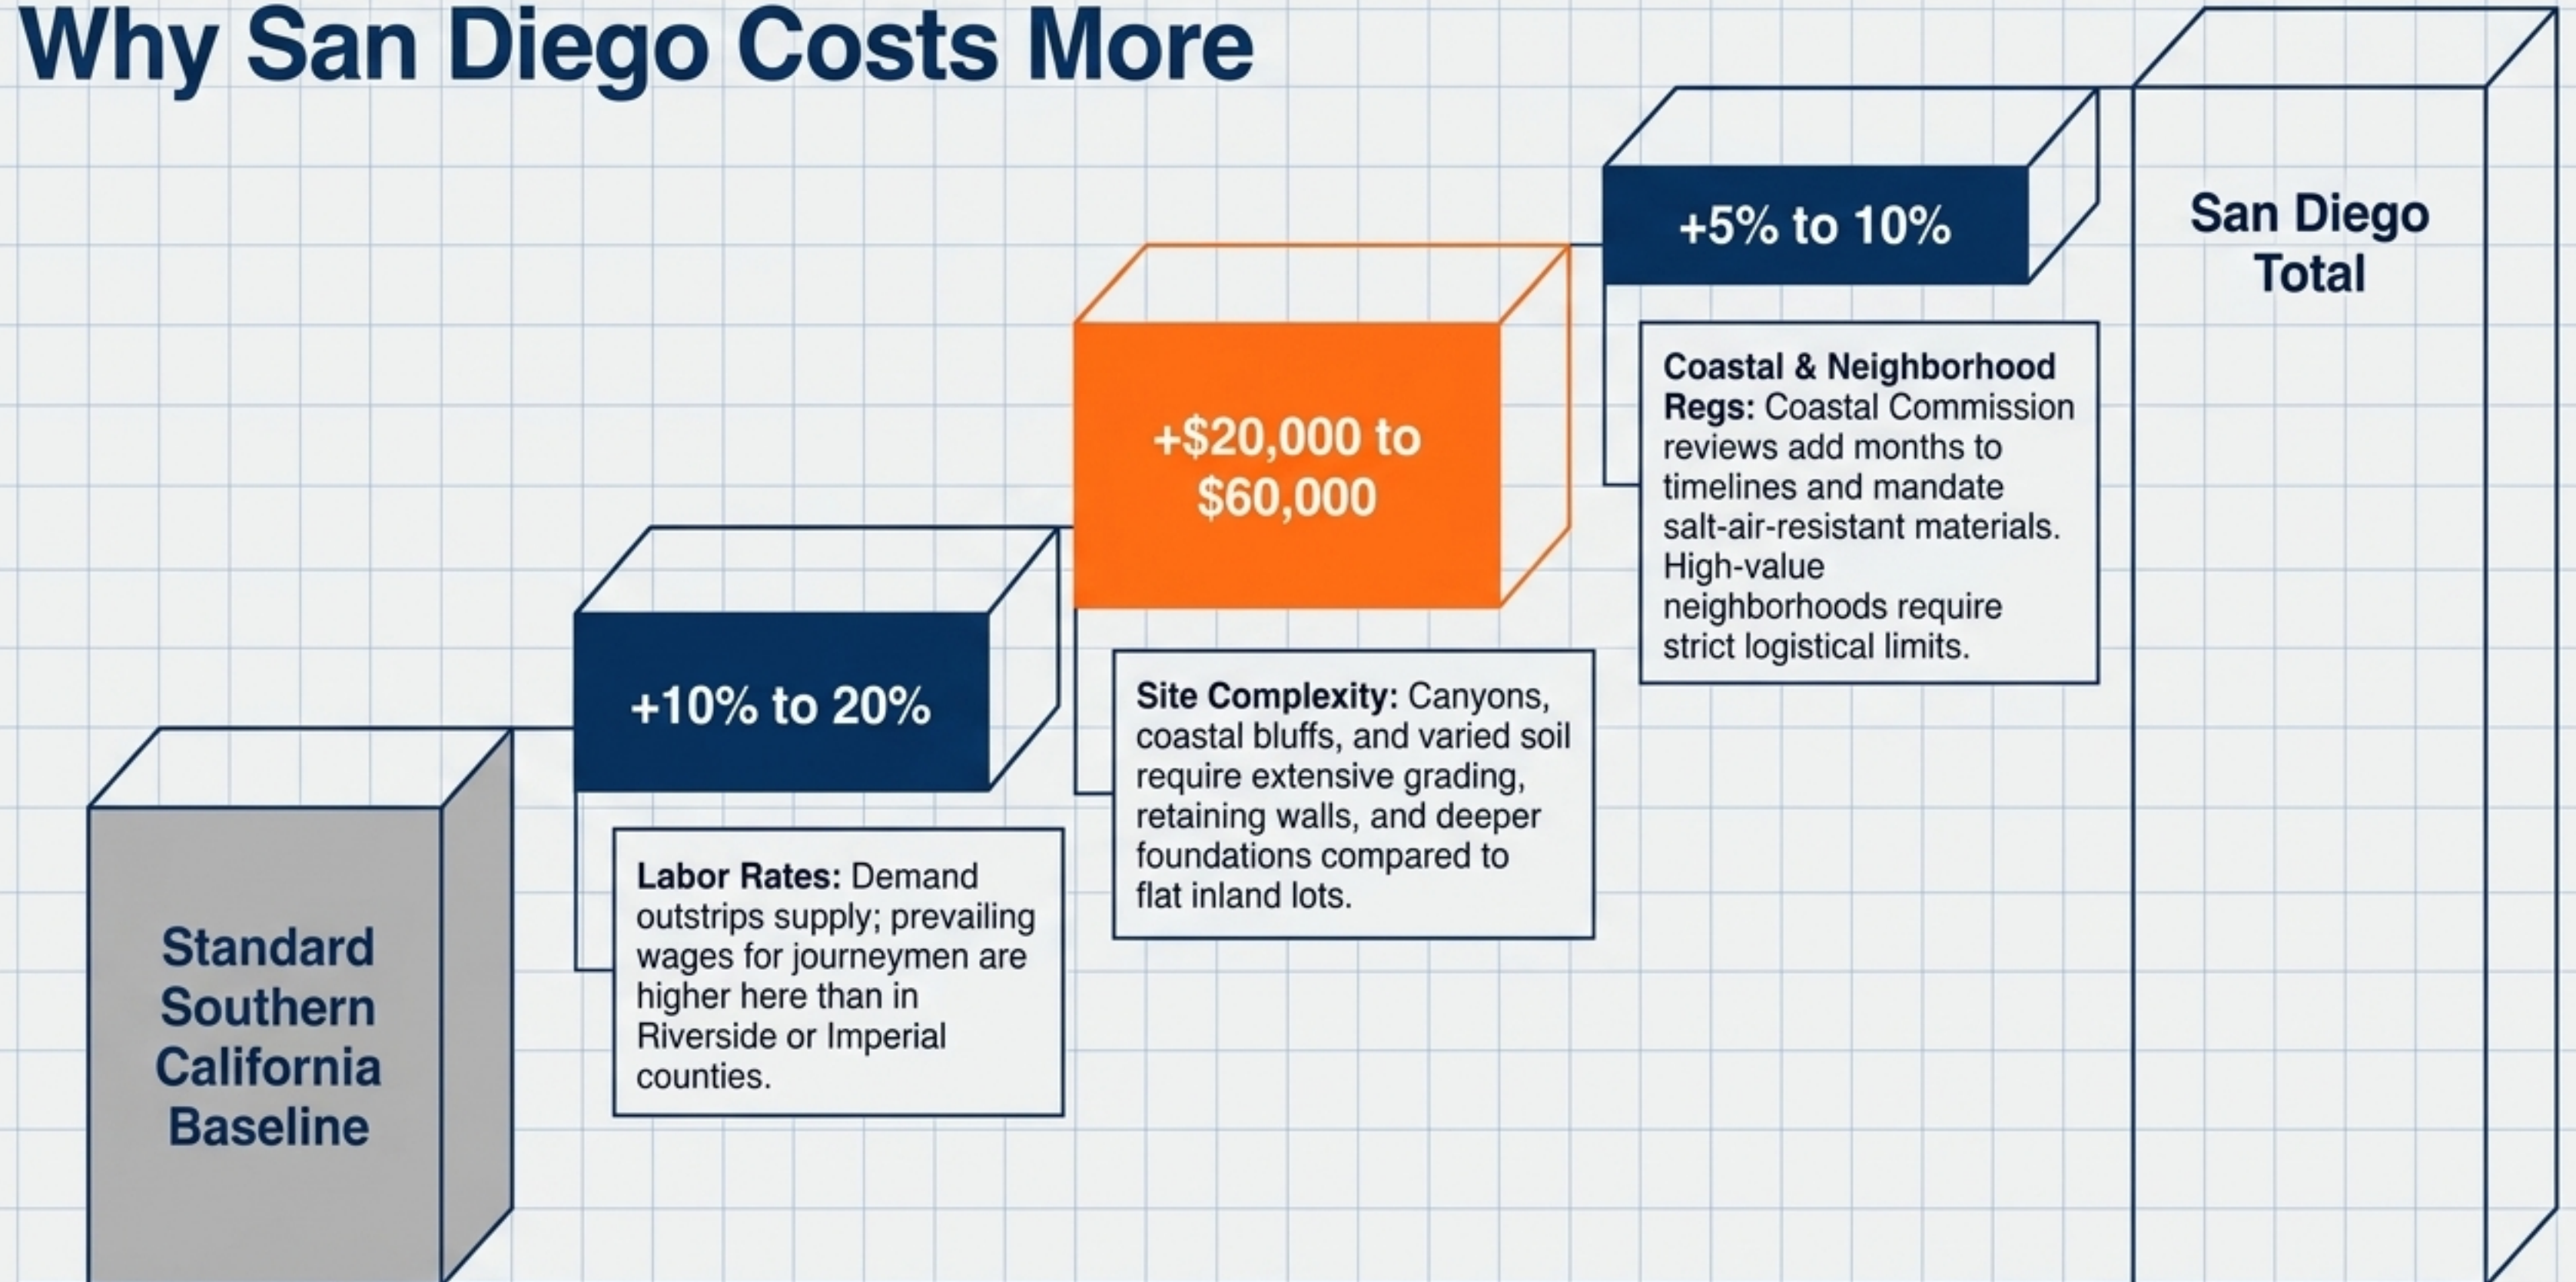 Why San Diego Costs More
Standard
Southern
California
Baseline
+10% to 20%
Labor Rates: Demand
outstrips supply; prevailing
wages for journeymen are
higher here than in
Riverside or Imperial
counties.
+$20,000 to
$60,000
Site Complexity: Canyons,
coastal bluffs, and varied soil
require extensive grading,
retaining walls, and deeper
foundations compared to
flat inland lots.
+5% to 10%
Coastal & Neighborhood
Regs: Coastal Commission
reviews add months to
timelines and mandate
salt-air-resistant materials.
High-value
neighborhoods require
strict logistical limits.
San Diego
Total